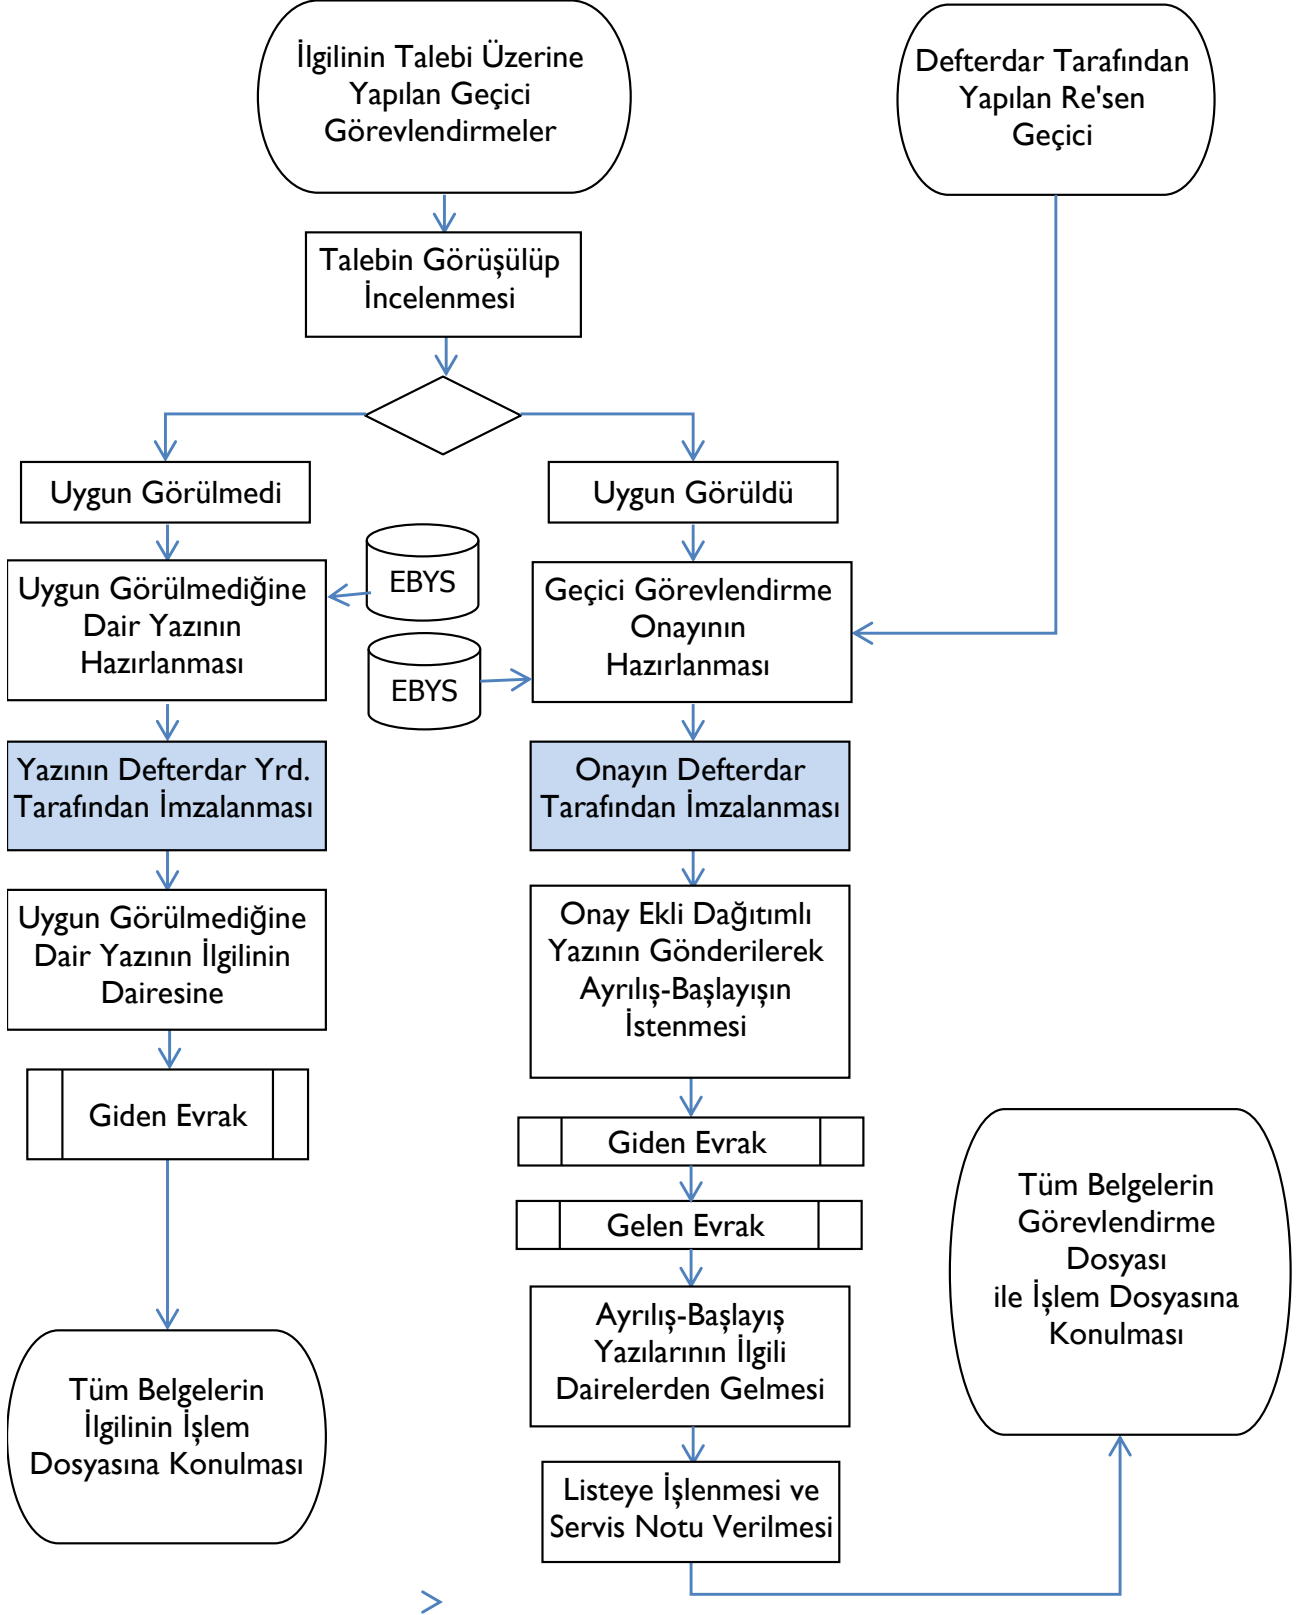 İlgilinin Talebi Üzerine
Yapılan Geçici
Görevlendirmeler
Defterdar Tarafından
Yapılan Re'sen
Geçici
Talebin Görüşülüp
İncelenmesi
Uygun Görülmedi
Uygun Görüldü
EBYS
Uygun Görülmediğine
Dair Yazının
Hazırlanması
Geçici Görevlendirme
Onayının
Hazırlanması
EBYS
Yazının Defterdar Yrd.
Tarafından İmzalanması
Onayın Defterdar
Tarafından İmzalanması
Uygun Görülmediğine
Dair Yazının İlgilinin
Dairesine
Onay Ekli Dağıtımlı
Yazının Gönderilerek
Ayrılış-Başlayışın
İstenmesi
Giden Evrak
Giden Evrak
Gelen Evrak
Ayrılış-Başlayış
Yazılarının İlgili
Dairelerden Gelmesi
Tüm Belgelerin
Görevlendirme
Dosyası
ile İşlem Dosyasına
Konulması
Tüm Belgelerin
İlgilinin İşlem
Dosyasına Konulması
Listeye İşlenmesi ve
Servis Notu Verilmesi